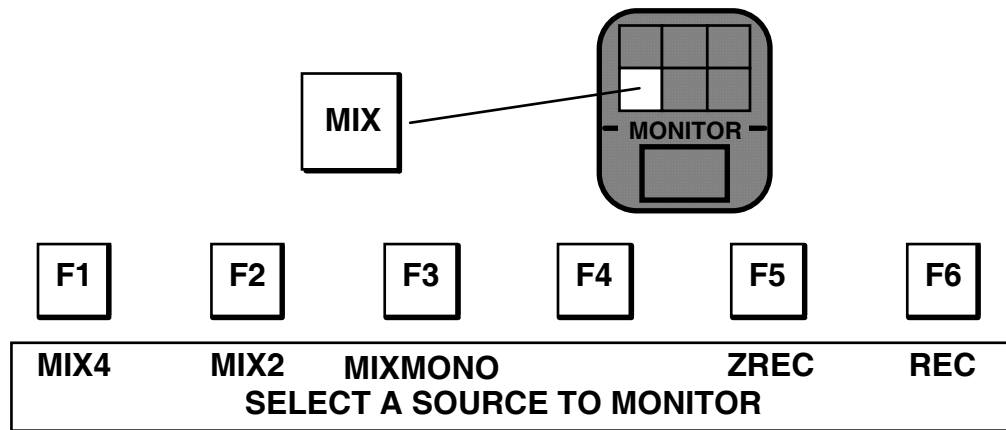 MIX
MONITOR
F1 F2 F3 F4 F5 F6
MIX4 MIX2 MIXMONO ZREC REC
SELECT A SOURCE TO MONITOR